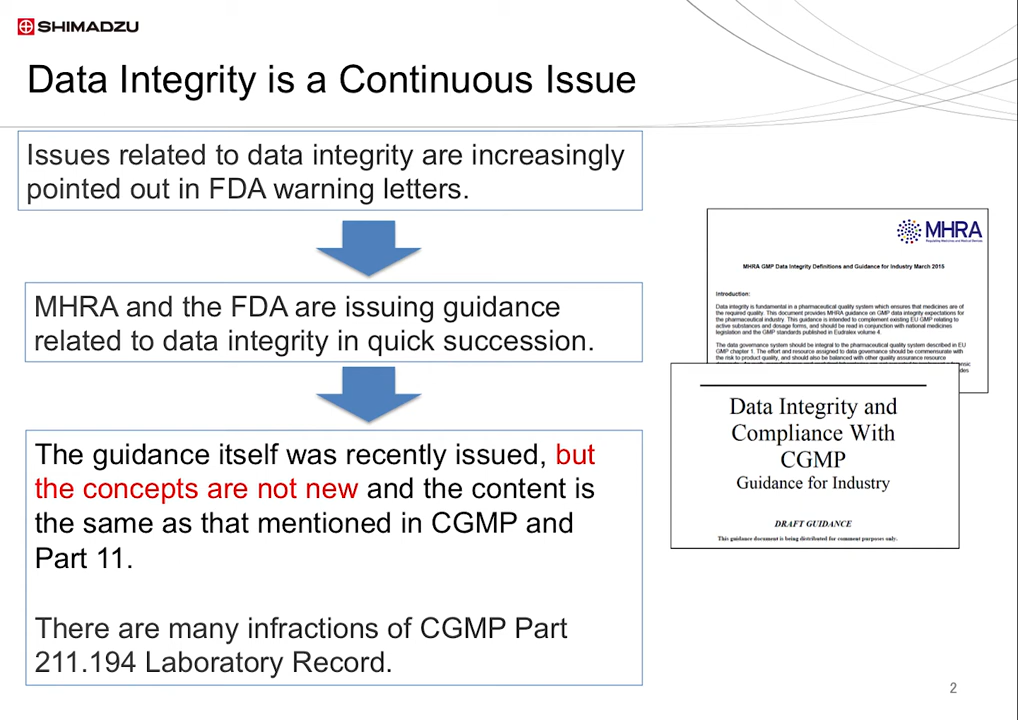 SHIMADZU
Data Integrity is a Continuous Issue
Issues related to data integrity are increasingly
pointed out in FDA warning letters.
MHRA and the FDA are issuing guidance
related to data integrity in quick succession.
The guidance itself was recently issued, but
the concepts are not new and the content is
the same as that mentioned in CGMP and
Part 11.
There are many infractions of CGMP Part
211.194 Laboratory Record.
MHRA
MHRA GMP Data Integrity Definitions and Guidance for Industry March 2015
Introduction:
Data integrity is fundamental in a pharmaceutical quality system which ensures that medicines are of
the required quality. This document provides MHRA guidance on GMP data integrity expectations for
the pharmaceutical industry. This guidance is intended to complement existing EU GMP relating to
active substances and dosage forms, and should be read in conjunction with national medicines
legislation and the GMP standards published in Eudralex volume 4.
The data governance system should be integral to the pharmaceutical quality system described in EU
GMP chapter 1. The effort and resource assigned to data governance should be commensurate with
the risk to product quality, and should also be balanced with other quality assurance resource
Data Integrity and
Compliance With
CGMP
Guidance for Industry
DRAFT GUIDANCE
This guidance document is being distributed for comment purposes only.
2